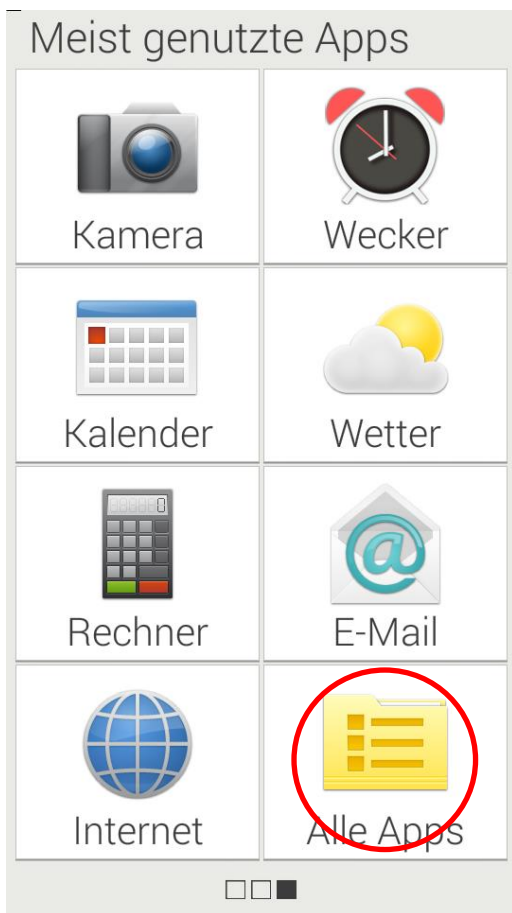 Meist genutzte Apps
Kamera
Wecker
Kalender
Wetter
Rechner
E-Mail
Internet
Alle Apps